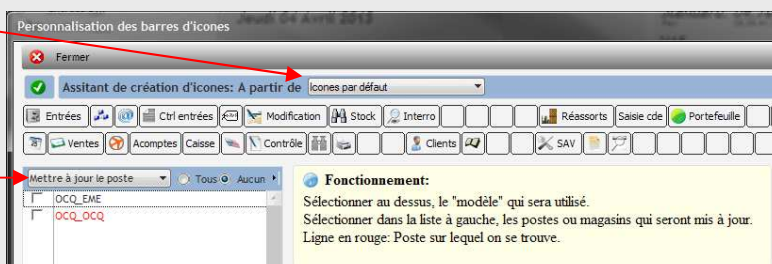 Jeudi 04 Avril 2013
Personnalisation des barres d'icones
Fermer
Assitant de création d'icones: A partir de Icones par défaut
Entrées Ctrl entrées Modification Stock Interro Réassorts Saisie cde Portefeuille
Ventes Acomptes Caisse Contrôle Clients SAV
Mettre à jour le poste Tous Aucun
OCQ_EME
OCQ_OCQ
Fonctionnement:
Sélectionner au dessus, le "modèle" qui sera utilisé.
Sélectionner dans la liste à gauche, les postes ou magasins qui seront mis à jour.
Ligne en rouge: Poste sur lequel on se trouve.